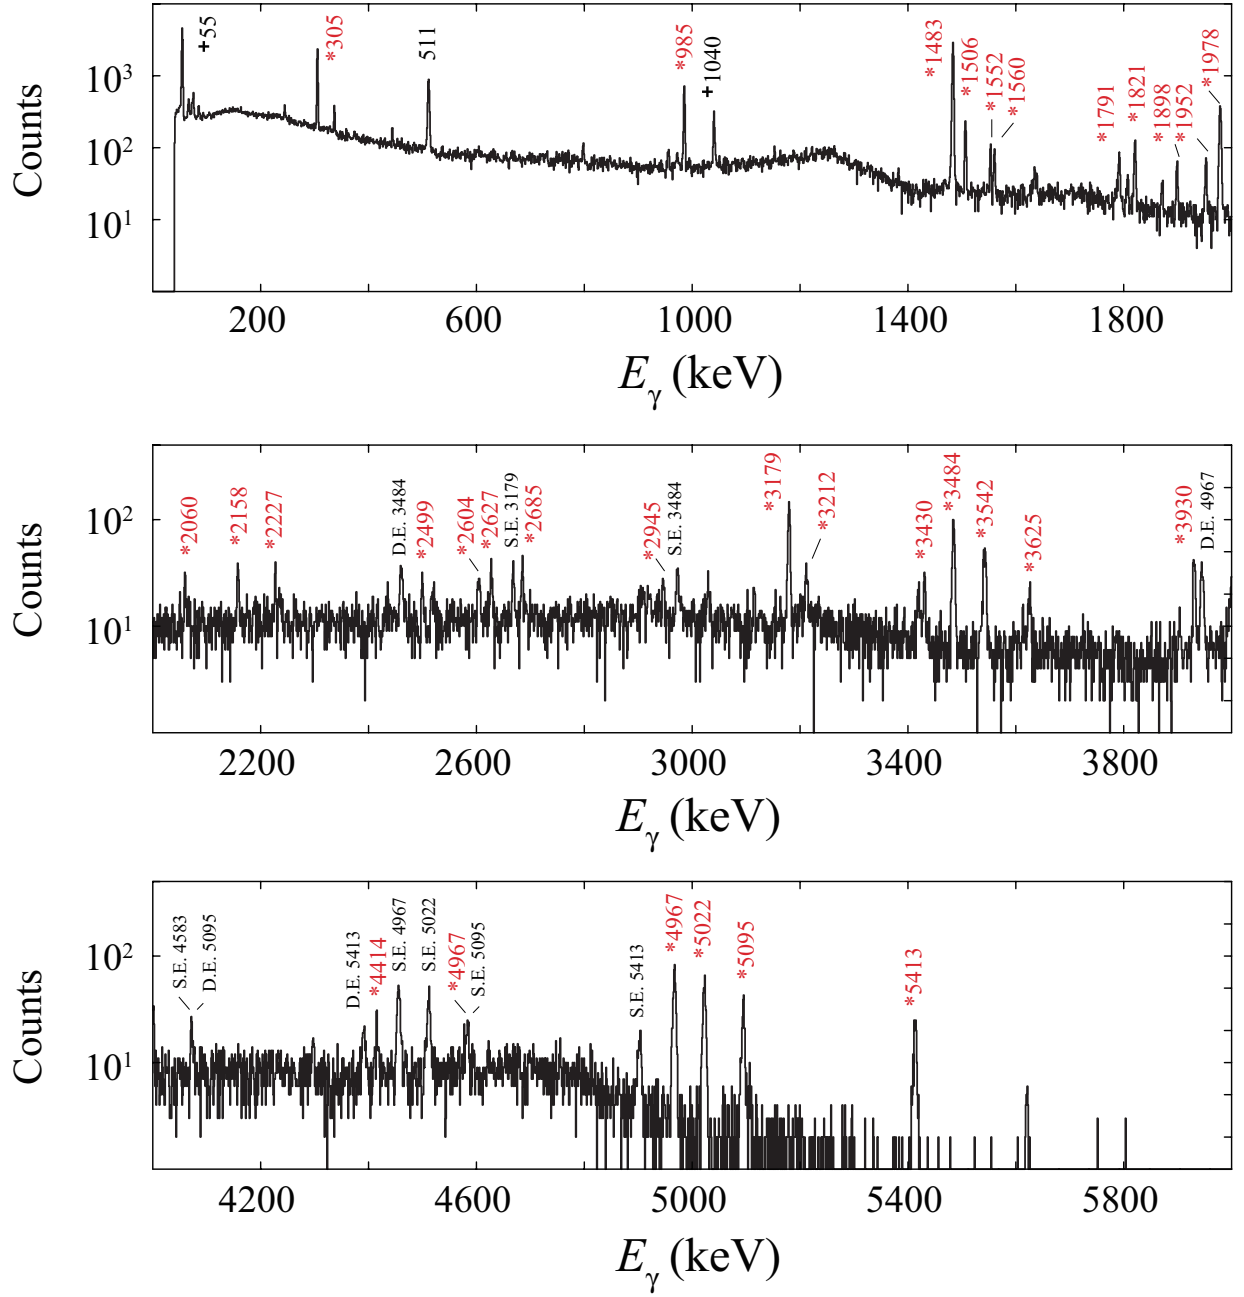 +55
*305
511
*985
+1040
*1483
*1506
*1552
*1560
*1791
*1821
*1898
*1952
*1978
Counts
10³
10²
10¹
200 600 1000 1400 1800
Eγ (keV)
*2060
*2158
*2227
D.E. 3484
*2499
*2604
*2627
S.E. 3179
*2685
*2945
S.E. 3484
*3179
*3212
*3430
*3484
*3542
*3625
*3930
D.E. 4967
Counts
10²
10¹
2200 2600 3000 3400 3800
Eγ (keV)
S.E. 4583
D.E. 5095
D.E. 5413
*4414
S.E. 4967
S.E. 5022
*4967
S.E. 5095
S.E. 5413
*4967
*5022
*5095
*5413
Counts
10²
10¹
4200 4600 5000 5400 5800
Eγ (keV)